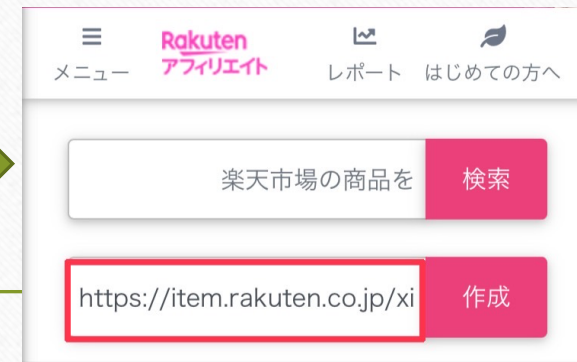 メニュー
Rakuten
アフィリエイト
レポート
はじめての方へ
楽天市場の商品を
検索
https://item.rakuten.co.jp/xi
作成